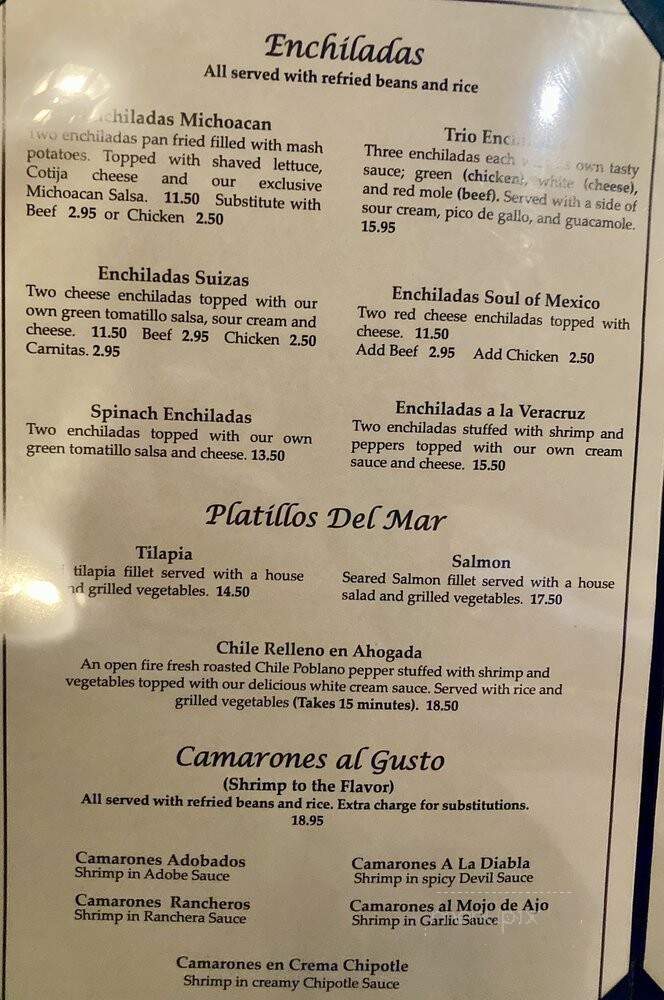 Enchiladas
All served with refried beans and rice
Enchiladas Michoacan
Two enchiladas pan fried filled with mash
potatoes. Topped with shaved lettuce,
Cotija cheese and our exclusive
Michoacan Salsa. 11.50 Substitute with
Beef 2.95 or Chicken 2.50
Trio
Three enchiladas each own tasty
sauce; green (chicken), white (cheese),
and red mole (beef). Served with a side of
sour cream, pico de gallo, and guacamole.
15.95
Enchiladas Suizas
Two cheese enchiladas topped with our
own green tomatillo salsa, sour cream and
cheese. 11.50 Beef 2.95 Chicken 2.50
Carnitas. 2.95
Enchiladas Soul of Mexico
Two red cheese enchiladas topped with
cheese. 11.50
Add Beef 2.95 Add Chicken 2.50
Spinach Enchiladas
Two enchiladas topped with our own
green tomatillo salsa and cheese. 13.50
Enchiladas a la Veracruz
Two enchiladas stuffed with shrimp and
peppers topped with our own cream
sauce and cheese. 15.50
Platillos Del Mar
Tilapia
tilapia fillet served with a house
and grilled vegetables. 14.50
Salmon
Seared Salmon fillet served with a house
salad and grilled vegetables. 17.50
Chile Relleno en Ahogada
An open fire fresh roasted Chile Poblano pepper stuffed with shrimp and
vegetables topped with our delicious white cream sauce. Served with rice and
grilled vegetables (Takes 15 minutes). 18.50
Camarones al Gusto
(Shrimp to the Flavor)
All served with refried beans and rice. Extra charge for substitutions.
18.95
Camarones Adobados
Shrimp in Adobe Sauce
Camarones A La Diabla
Shrimp in spicy Devil Sauce
Camarones Rancheros
Shrimp in Ranchera Sauce
Camarones al Mojo de Ajo
Shrimp in Garlic Sauce
Camarones en Crema Chipotle
Shrimp in creamy Chipotle Sauce